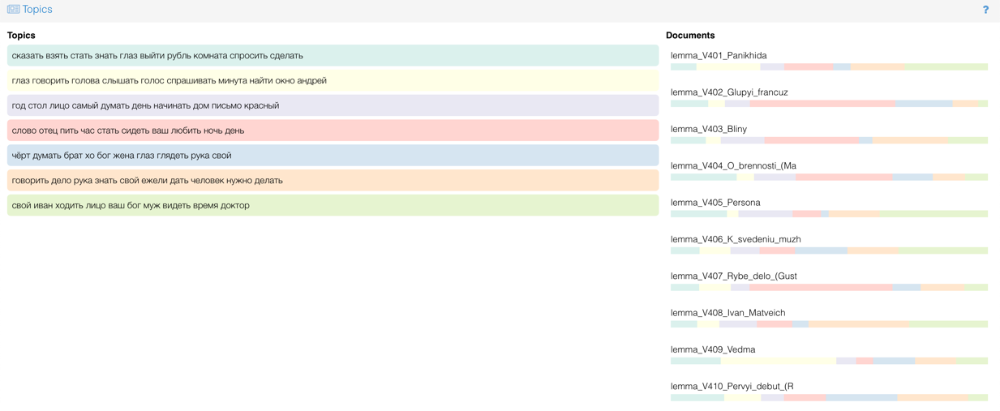 Topics
?
Topics
сказать взять стать знать глаз выйти рубль комната спросить сделать
глаз говорить голова слышать голос спрашивать минута найти окно андрей
год стол лицо самый думать день начинать дом письмо красный
слово отец пить час стать сидеть ваш любить ночь день
чёрт думать брат хо бог жена глаз глядеть рука свой
говорить дело рука знать свой ежели дать человек нужно делать
свой иван ходить лицо ваш бог муж видеть время доктор
Documents
lemma_V401_Panikhida
lemma_V402_Glupyi_francuz
lemma_V403_Bliny
lemma_V404_O_brennosti_(Ma
lemma_V405_Persona
lemma_V406_K_svedeniu_muzh
lemma_V407_Rybe_delo_(Gust
lemma_V408_Ivan_Matveich
lemma_V409_Vedma
lemma_V410_Pervyi_debut_(R